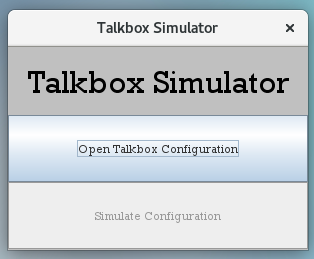 Talkbox Simulator
Talkbox Simulator
Open Talkbox Configuration
Simulate Configuration